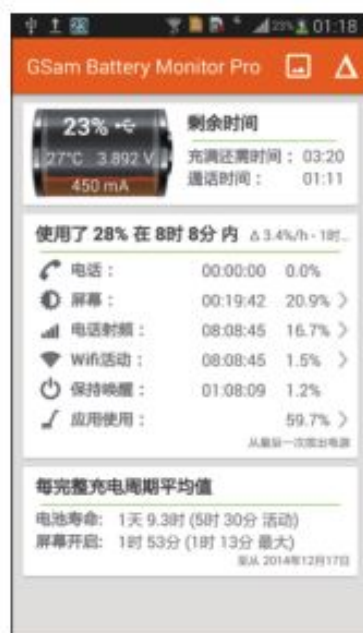 23% 01:18
GSam Battery Monitor Pro
23%
27°C 3.892 V
450 mA
剩余时间
充满还需时间： 03:20
通话时间： 01:11
使用了 28% 在 8时 8分 内 Δ 3.4%/h - 1时...
电话： 00:00:00 0.0%
屏幕： 00:19:42 20.9%
电话射频： 08:08:45 16.7%
Wifi活动： 08:08:45 1.5%
保持唤醒： 01:08:09 1.2%
应用使用： 59.7%
从最后一次拔出电源
每完整充电周期平均值
电池寿命: 1天 9.3时 (5时 30分 活动)
屏幕开启: 1时 53分 (1时 13分 最大)
至从 2014年12月17日